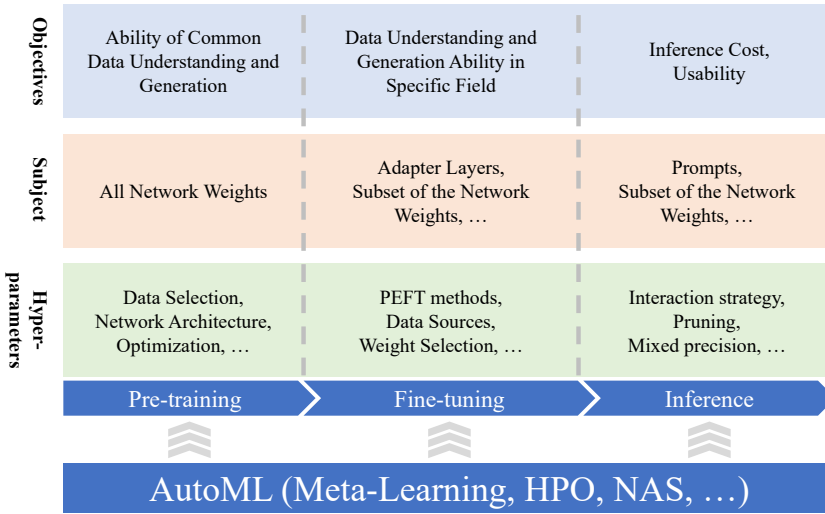 Objectives
Ability of Common
Data Understanding and
Generation
Data Understanding and
Generation Ability in
Specific Field
Inference Cost,
Usability
Subject
All Network Weights
Adapter Layers,
Subset of the Network
Weights, …
Prompts,
Subset of the Network
Weights, …
Hyper-
parameters
Data Selection,
Network Architecture,
Optimization, …
PEFT methods,
Data Sources,
Weight Selection, …
Interaction strategy,
Pruning,
Mixed precision, …
Pre-training
Fine-tuning
Inference
AutoML (Meta-Learning, HPO, NAS, …)